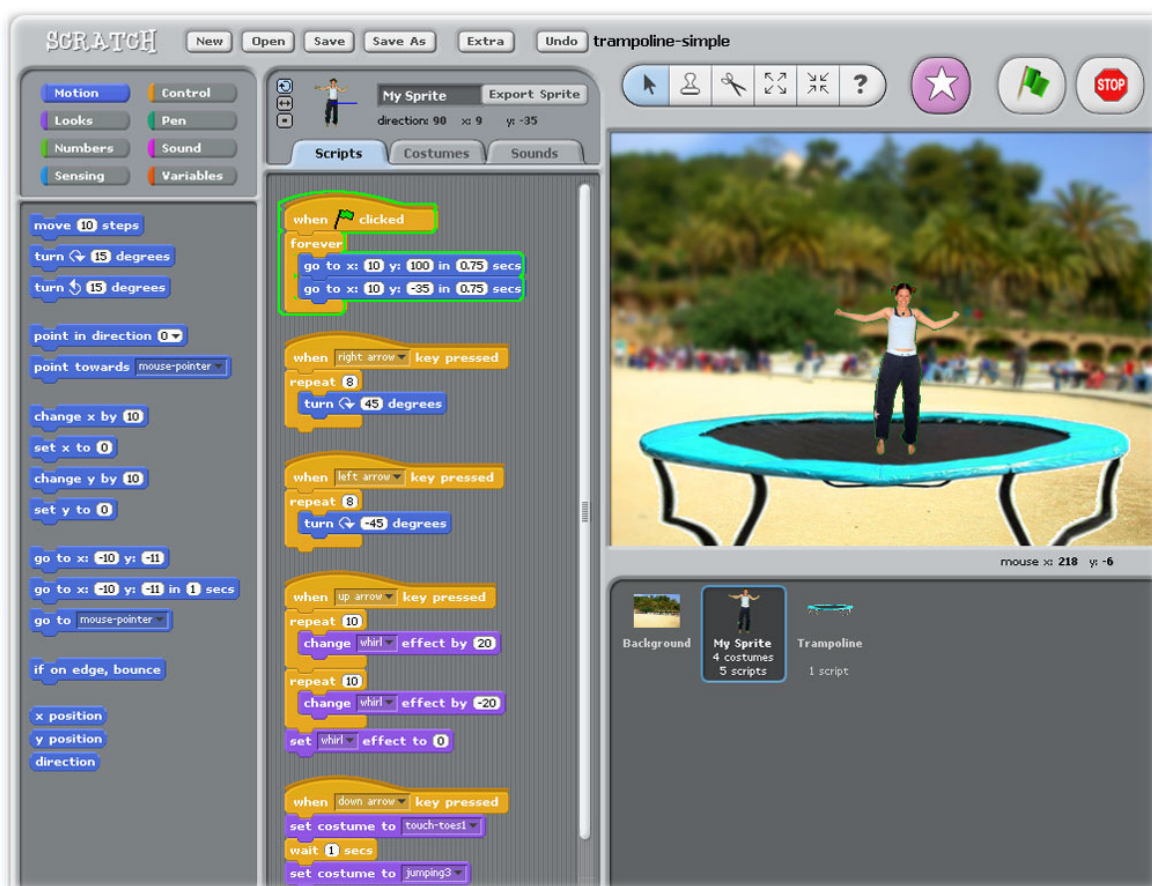 SCRATCH New Open Save Save As Extra Undo trampoline-simple
Motion Control
Looks Pen
Numbers Sound
Sensing Variables
move 10 steps
turn 15 degrees
turn 15 degrees
point in direction 0
point towards mouse-pointer
change x by 10
set x to 0
change y by 10
set y to 0
go to x: -10 y: -11
go to x: -10 y: -11 in 1 secs
go to mouse-pointer
if on edge, bounce
x position
y position
direction
My Sprite Export Sprite
direction: 90 x: 9 y: -35
Scripts Costumes Sounds
when clicked
forever
go to x: 10 y: 100 in 0.75 secs
go to x: 10 y: -35 in 0.75 secs
when right arrow key pressed
repeat 8
turn 45 degrees
when left arrow key pressed
repeat 8
turn -45 degrees
when up arrow key pressed
repeat 10
change whirl effect by 20
repeat 10
change whirl effect by -20
set whirl effect to 0
when down arrow key pressed
set costume to touch-toes1
wait 1 secs
set costume to jumping3
?
STOP
mouse x: 218 y: -6
Background
My Sprite
4 costumes
5 scripts
Trampoline
1 script